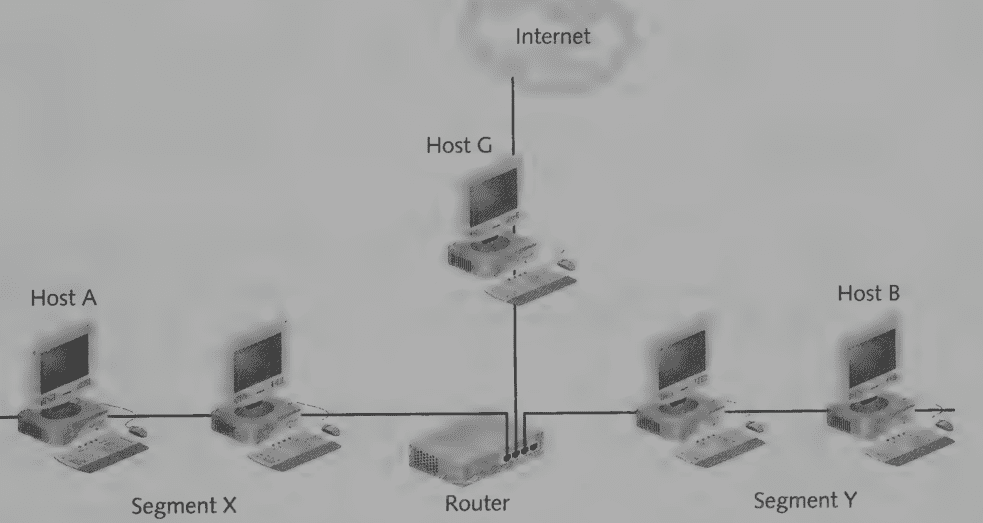 Internet
Host G
Host A
Host B
Segment X
Router
Segment Y